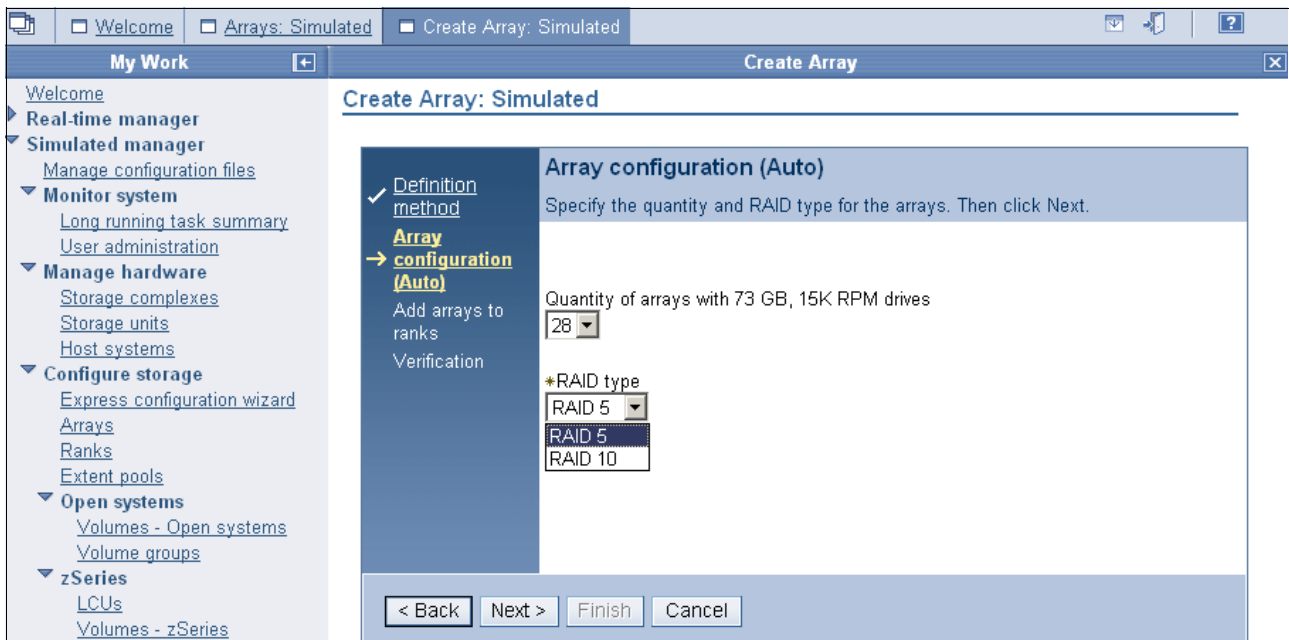 Welcome
Arrays: Simulated
Create Array: Simulated
?
My Work
Create Array
Welcome
Real-time manager
Simulated manager
Manage configuration files
Monitor system
Long running task summary
User administration
Manage hardware
Storage complexes
Storage units
Host systems
Configure storage
Express configuration wizard
Arrays
Ranks
Extent pools
Open systems
Volumes - Open systems
Volume groups
zSeries
LCUs
Volumes - zSeries
Create Array: Simulated
Definition
method
Array
configuration
(Auto)
Add arrays to
ranks
Verification
Array configuration (Auto)
Specify the quantity and RAID type for the arrays. Then click Next.
Quantity of arrays with 73 GB, 15K RPM drives
28
*RAID type
RAID 5
RAID 5
RAID 10
< Back
Next >
Finish
Cancel